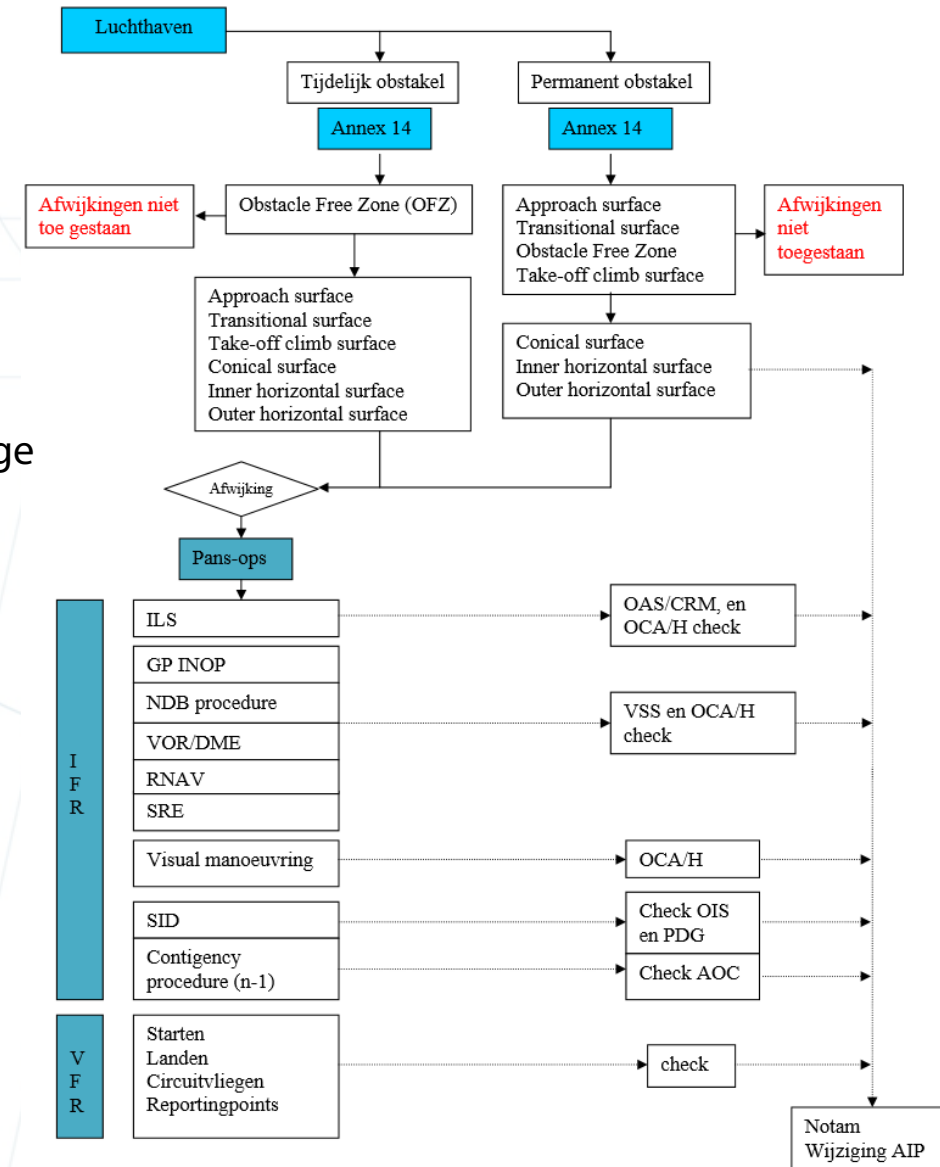 Luchthaven
Tijdelijk obstakel
Permanent obstakel
Annex 14
Annex 14
Afwijkingen niet
toe gestaan
Obstacle Free Zone (OFZ)
Approach surface
Transitional surface
Obstacle Free Zone
Take-off climb surface
Afwijkingen
niet
toegestaan
Approach surface
Transitional surface
Take-off climb surface
Conical surface
Inner horizontal surface
Outer horizontal surface
Conical surface
Inner horizontal surface
Outer horizontal surface
ge
Afwijking
Pans-ops
I
F
R
ILS
OAS/CRM, en
OCA/H check
GP INOP
NDB procedure
VOR/DME
RNAV
SRE
VSS en OCA/H
check
Visual manoeuvring
OCA/H
SID
Check OIS
en PDG
Contigency
procedure (n-1)
Check AOC
V
F
R
Starten
Landen
Circuitvliegen
Reportingpoints
check
Notam
Wijziging AIP